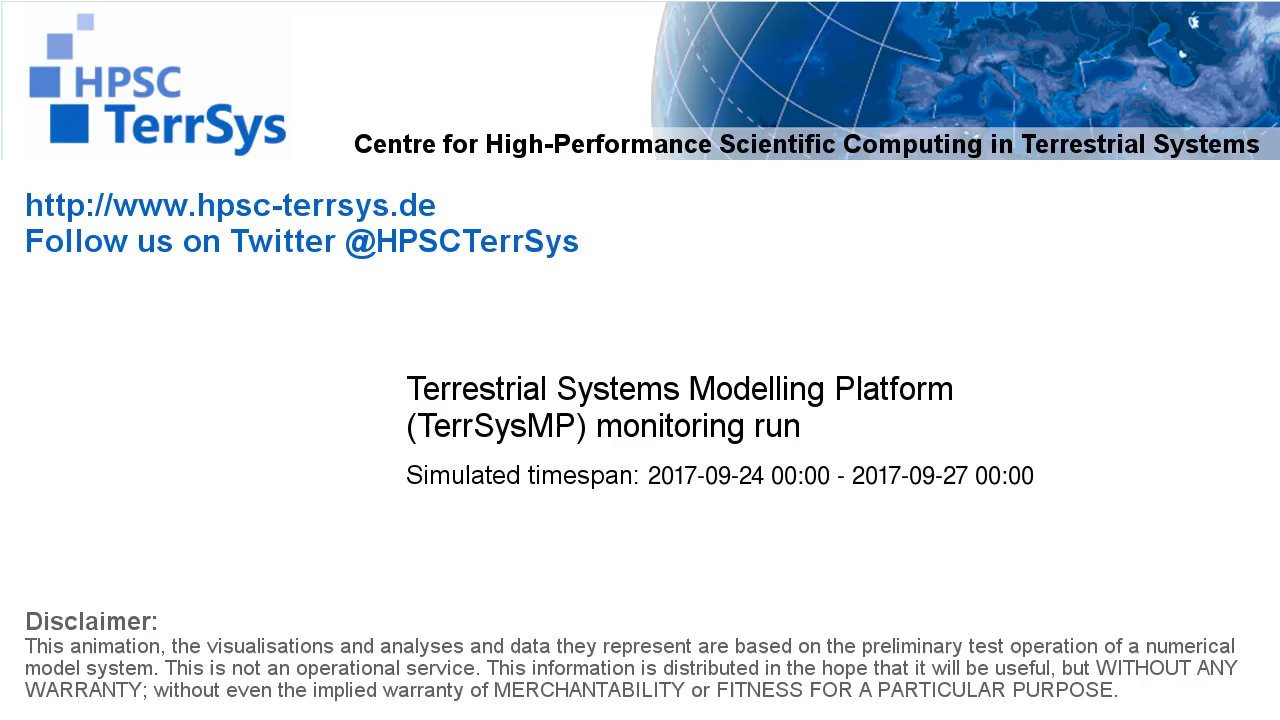 HPSC
TerrSys
Centre for High-Performance Scientific Computing in Terrestrial Systems
http://www.hpsc-terrsys.de
Follow us on Twitter @HPSCTerrSys
Terrestrial Systems Modelling Platform
(TerrSysMP) monitoring run
Simulated timespan: 2017-09-24 00:00 - 2017-09-27 00:00
Disclaimer:
This animation, the visualisations and analyses and data they represent are based on the preliminary test operation of a numerical
model system. This is not an operational service. This information is distributed in the hope that it will be useful, but WITHOUT ANY
WARRANTY; without even the implied warranty of MERCHANTABILITY or FITNESS FOR A PARTICULAR PURPOSE.